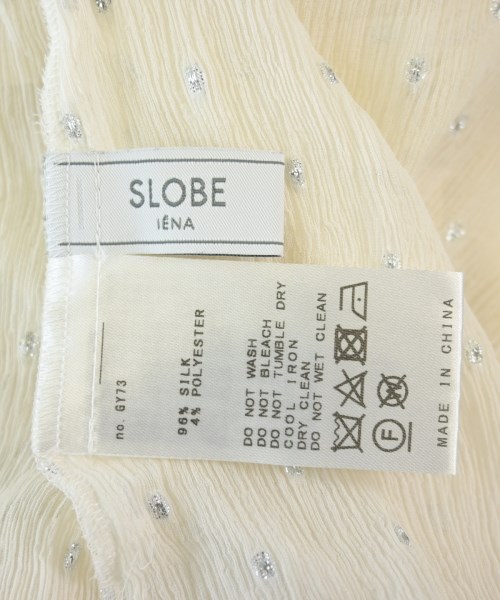 SLOBE
IÉNA
no. GY73
96% SILK
4% POLYESTER
DO NOT WASH
DO NOT BLEACH
DO NOT TUMBLE DRY
COOL IRON
DRY CLEAN
DO NOT WET CLEAN
F
W
MADE IN CHINA